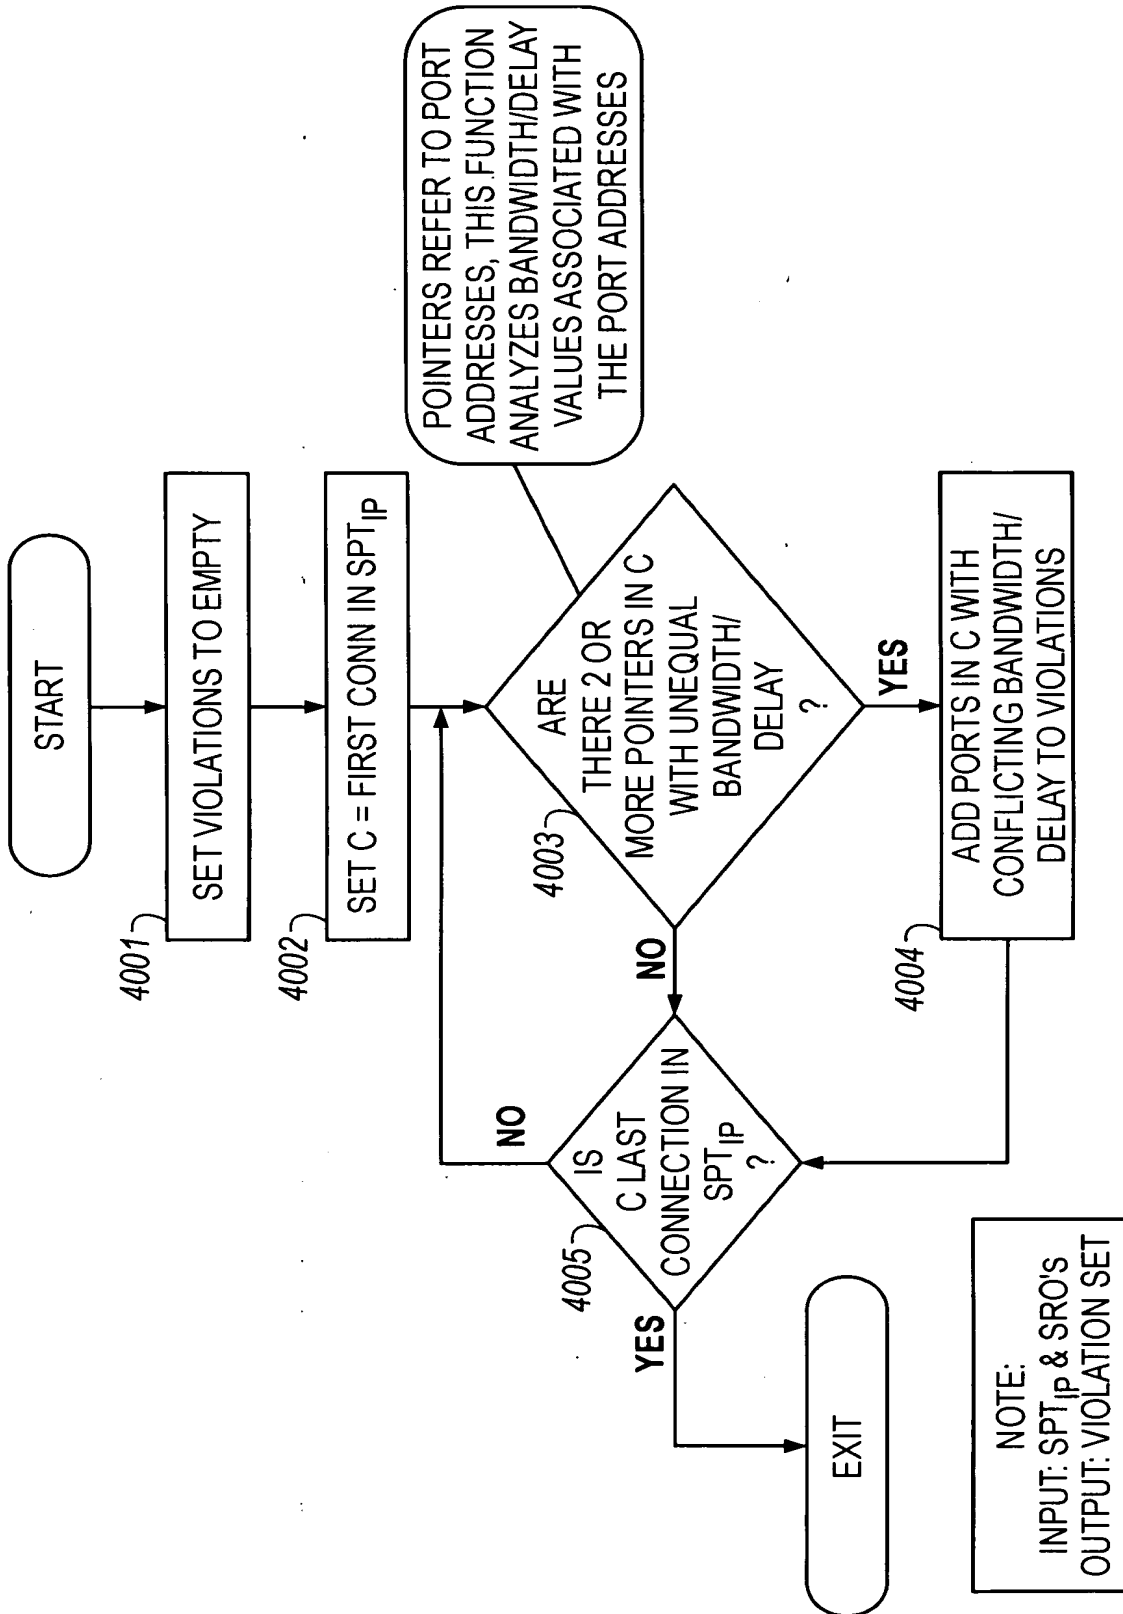 START
4001
SET VIOLATIONS TO EMPTY
4002
SET C = FIRST CONN IN SPT_IP
POINTERS REFER TO PORT
ADDRESSES, THIS FUNCTION
ANALYZES BANDWIDTH/DELAY
VALUES ASSOCIATED WITH
THE PORT ADDRESSES
4003
ARE
THERE 2 OR
MORE POINTERS IN C
WITH UNEQUAL
BANDWIDTH/
DELAY
?
NO
YES
4004
ADD PORTS IN C WITH
CONFLICTING BANDWIDTH/
DELAY TO VIOLATIONS
4005
IS
C LAST
CONNECTION IN
SPT_IP
?
NO
YES
EXIT
NOTE:
INPUT: SPT_IP & SRO'S
OUTPUT: VIOLATION SET